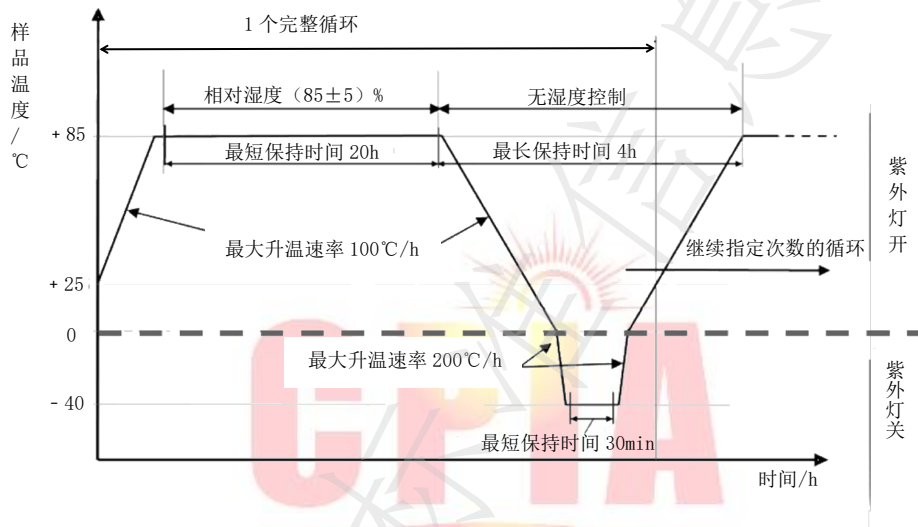 样品温度/℃
1个完整循环
相对湿度（85±5）%
无湿度控制
+85
最短保持时间 20h
最长保持时间 4h
紫外灯开
最大升温速率 100℃/h
继续指定次数的循环
+25
0
最大升温速率 200℃/h
紫外灯关
-40
最短保持时间 30min
时间/h
CPIA